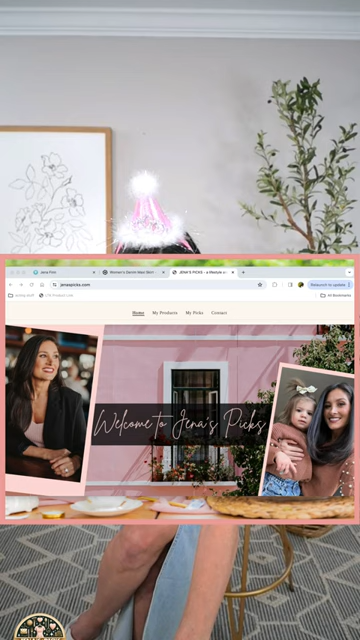 Jena Finn
Women's Denim Maxi Skirt
JENA'S PICKS - a lifestyle
jenaspicks.com
Relaunch to update
All Bookmarks
Home
My Products
My Picks
Contact
Welcome to Jena's Picks